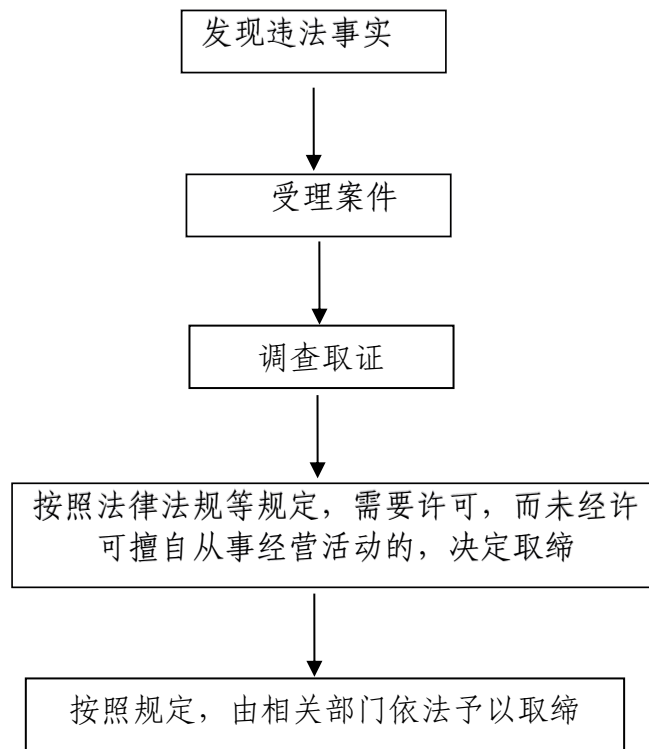 发现违法事实
受理案件
调查取证
按照法律法规等规定，需要许可，而未经许
可擅自从事经营活动的，决定取缔
按照规定，由相关部门依法予以取缔